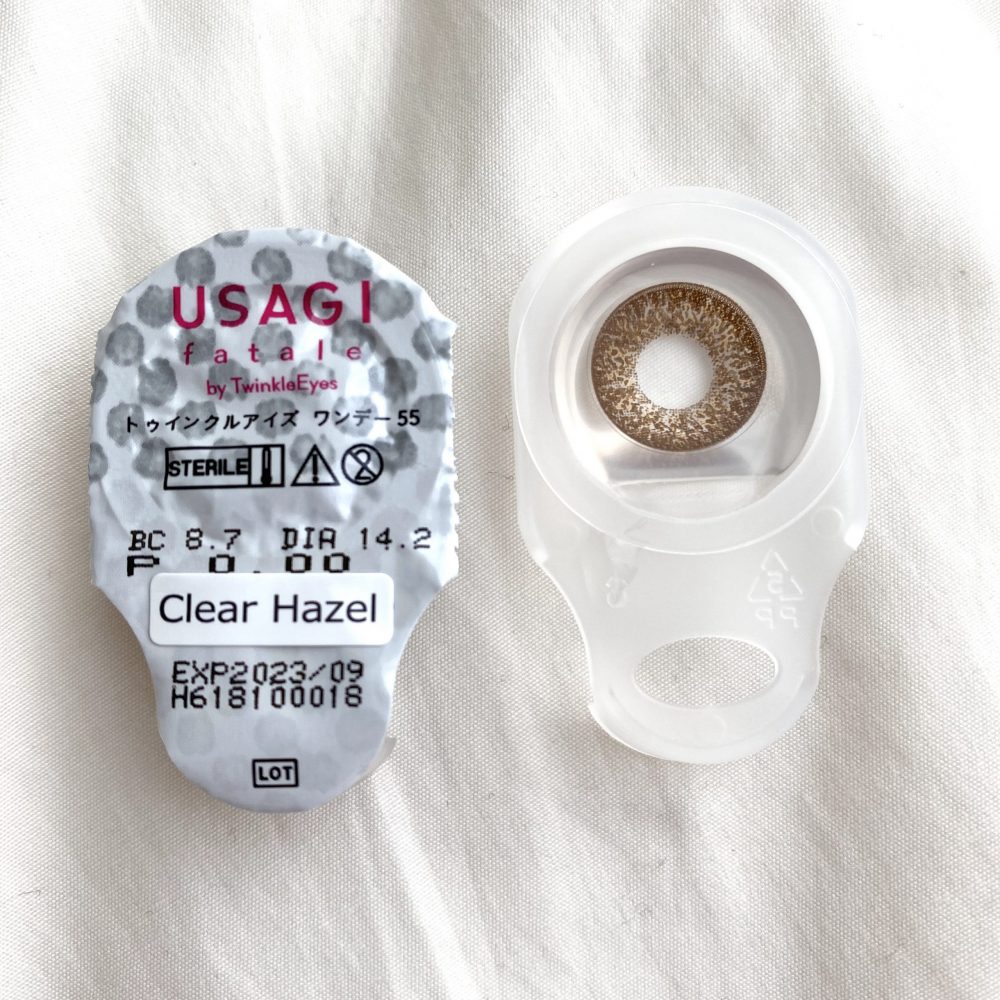 USAGI
fatale
by TwinkleEyes
トゥインクルアイズ ワンデー 55
STERILE
BC 8.7 DIA 14.2
P 0.00
Clear Hazel
EXP2023/09
H618100018
LOT
5
PP